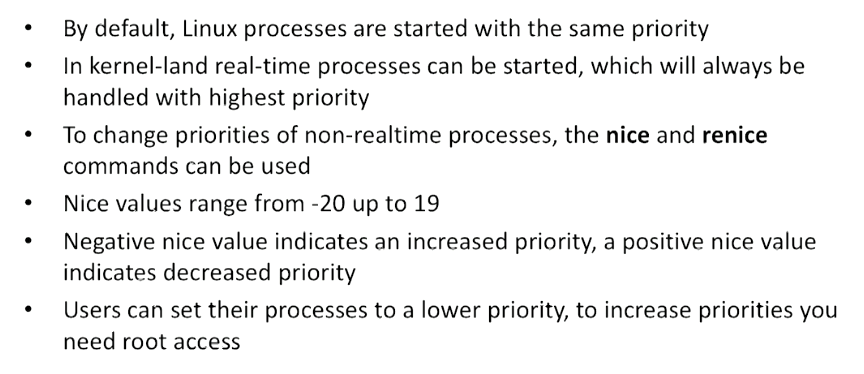 • By default, Linux processes are started with the same priority
• In kernel-land real-time processes can be started, which will always be
handled with highest priority
• To change priorities of non-realtime processes, the nice and renice
commands can be used
• Nice values range from -20 up to 19
• Negative nice value indicates an increased priority, a positive nice value
indicates decreased priority
• Users can set their processes to a lower priority, to increase priorities you
need root access